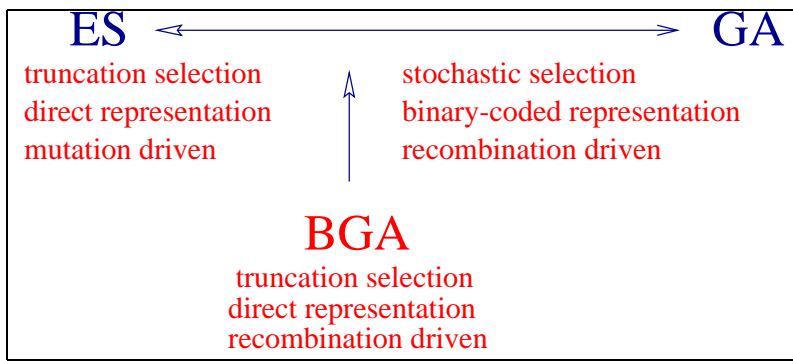 ES GA
truncation selection
direct representation
mutation driven
stochastic selection
binary-coded representation
recombination driven
BGA
truncation selection
direct representation
recombination driven